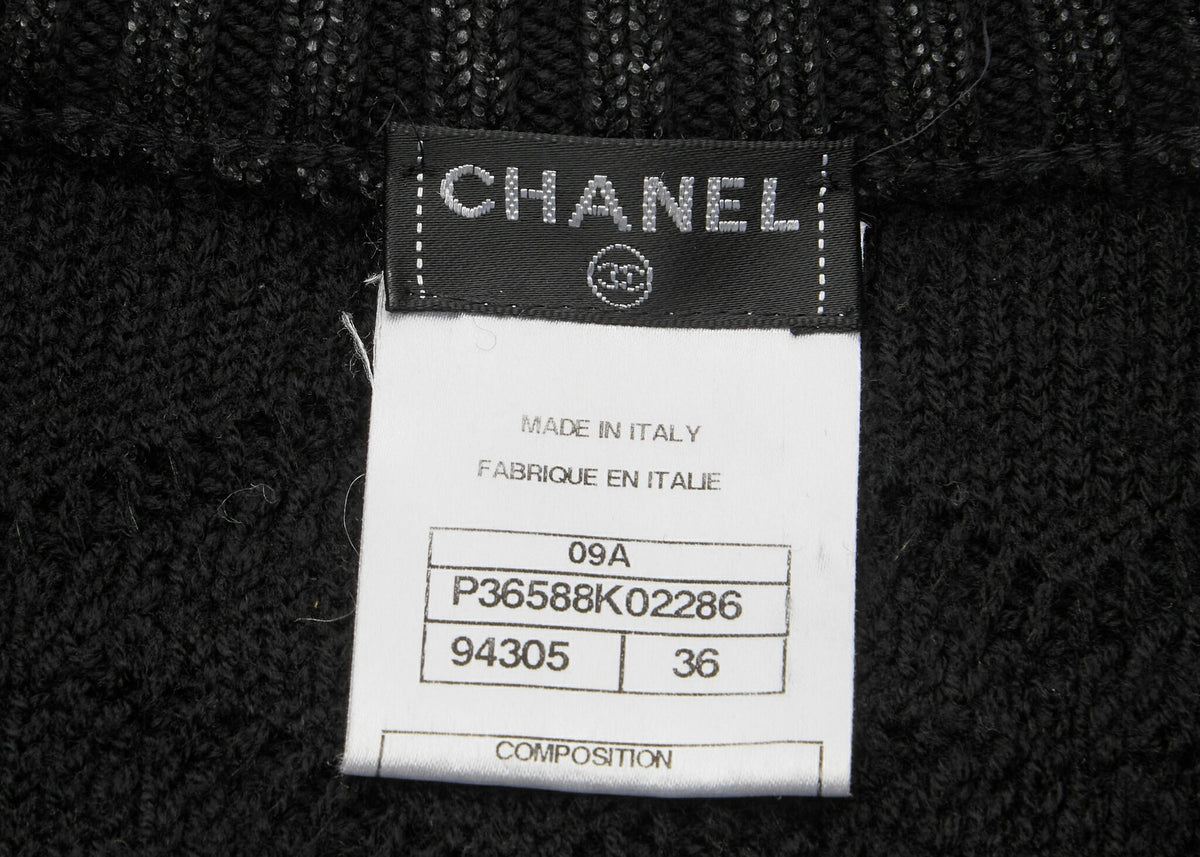 CHANEL
MADE IN ITALY
FABRIQUE EN ITALIE
09A
P36588K02286
94305 36
COMPOSITION